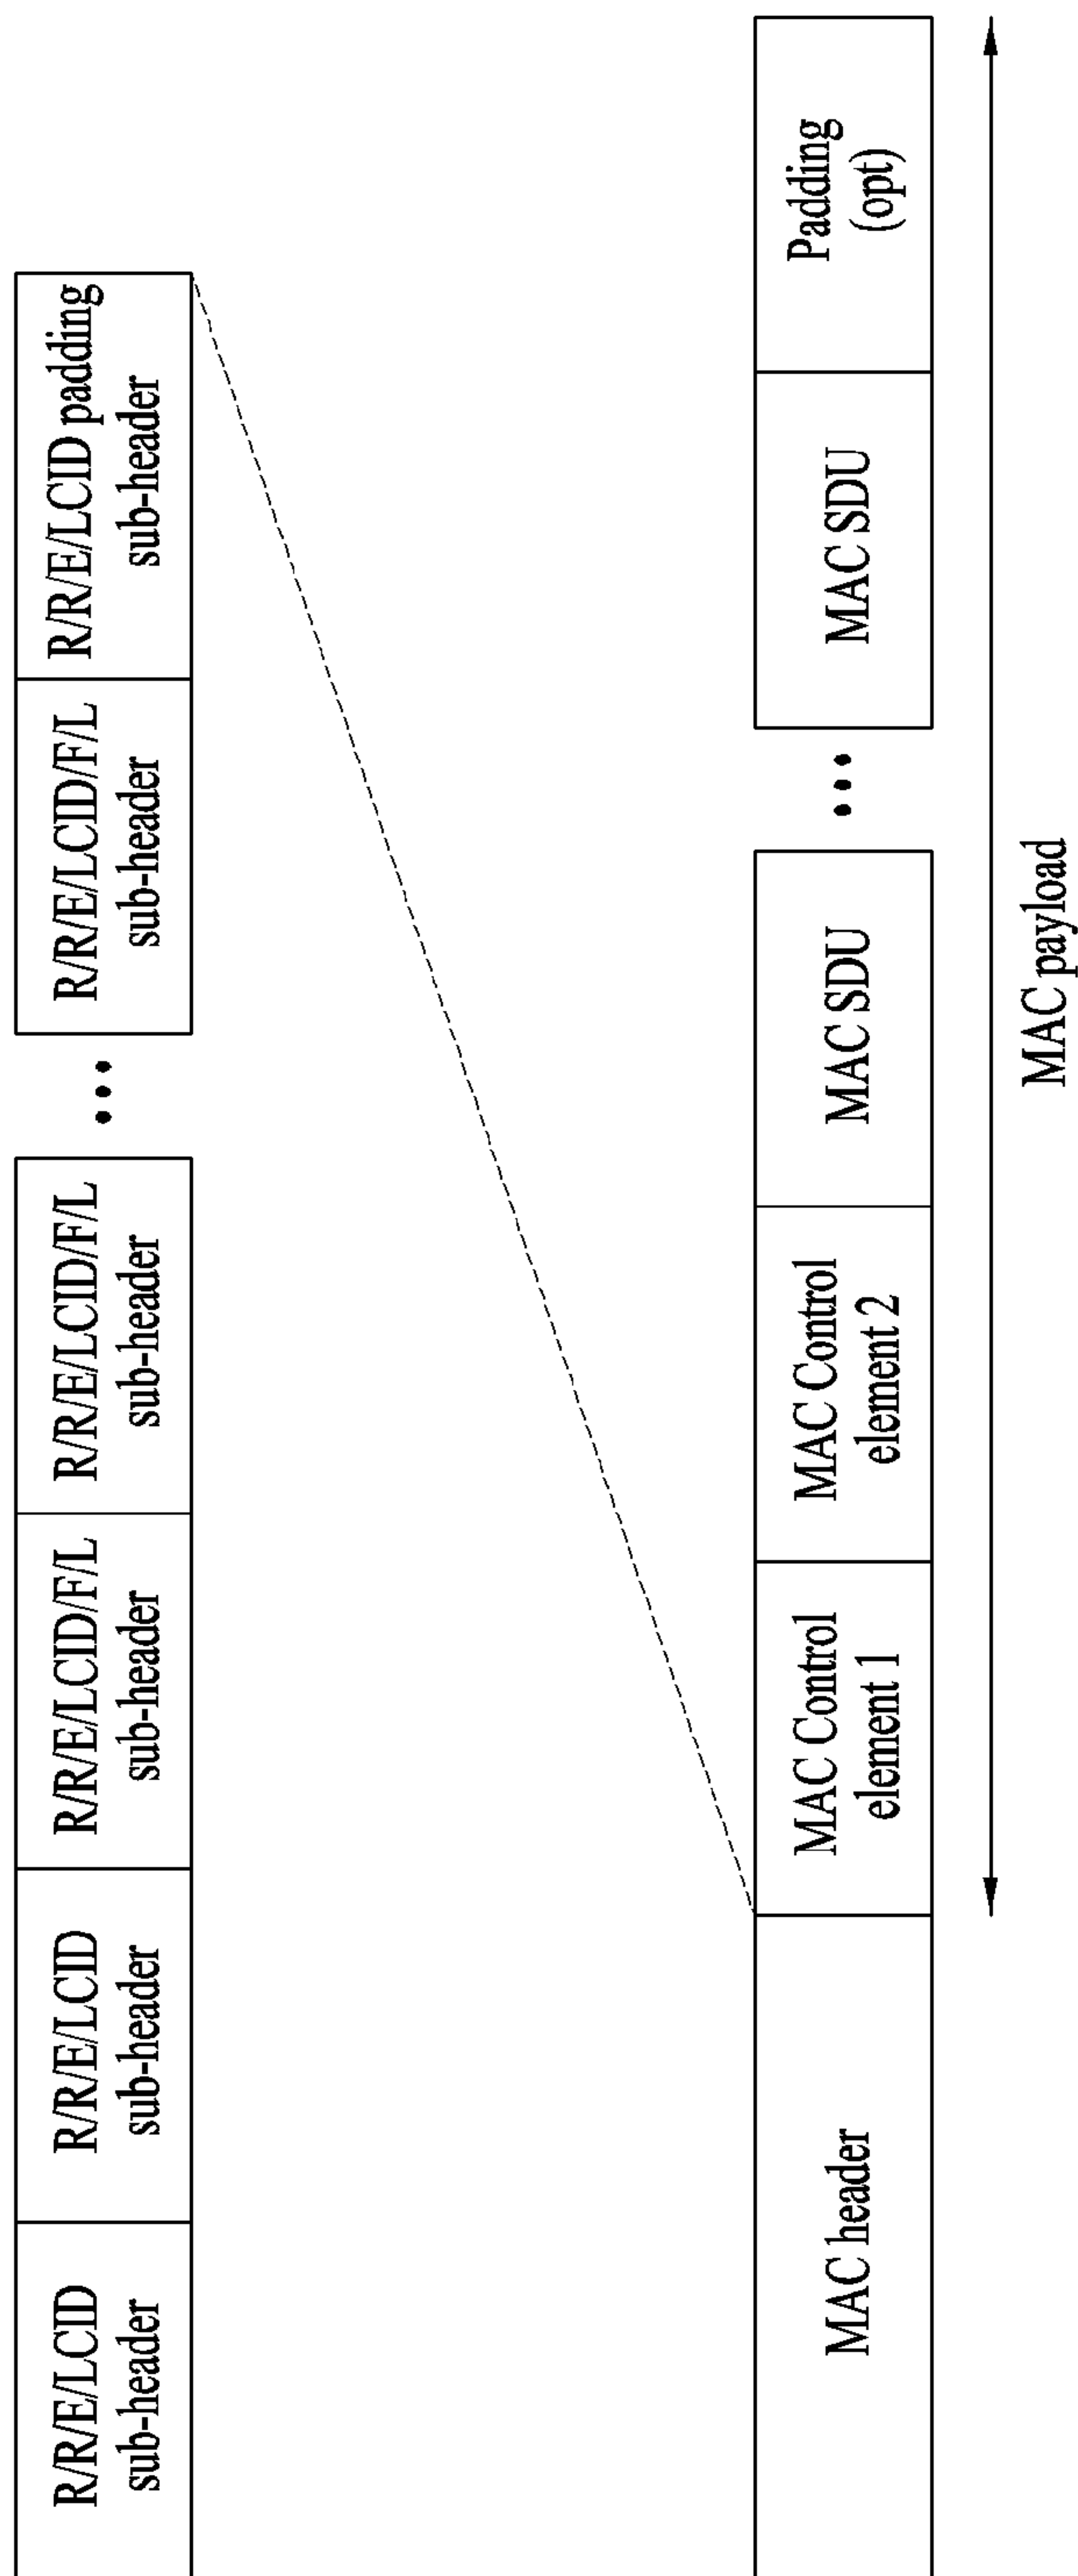 R/R/E/LCID
sub-header
R/R/E/LCID
sub-header
R/R/E/LCID/F/L
sub-header
R/R/E/LCID/F/L
sub-header
•••
R/R/E/LCID/F/L
sub-header
R/R/E/LCID padding
sub-header
MAC header
MAC Control
element 1
MAC Control
element 2
MAC SDU
•••
MAC SDU
Padding
(opt)
MAC payload